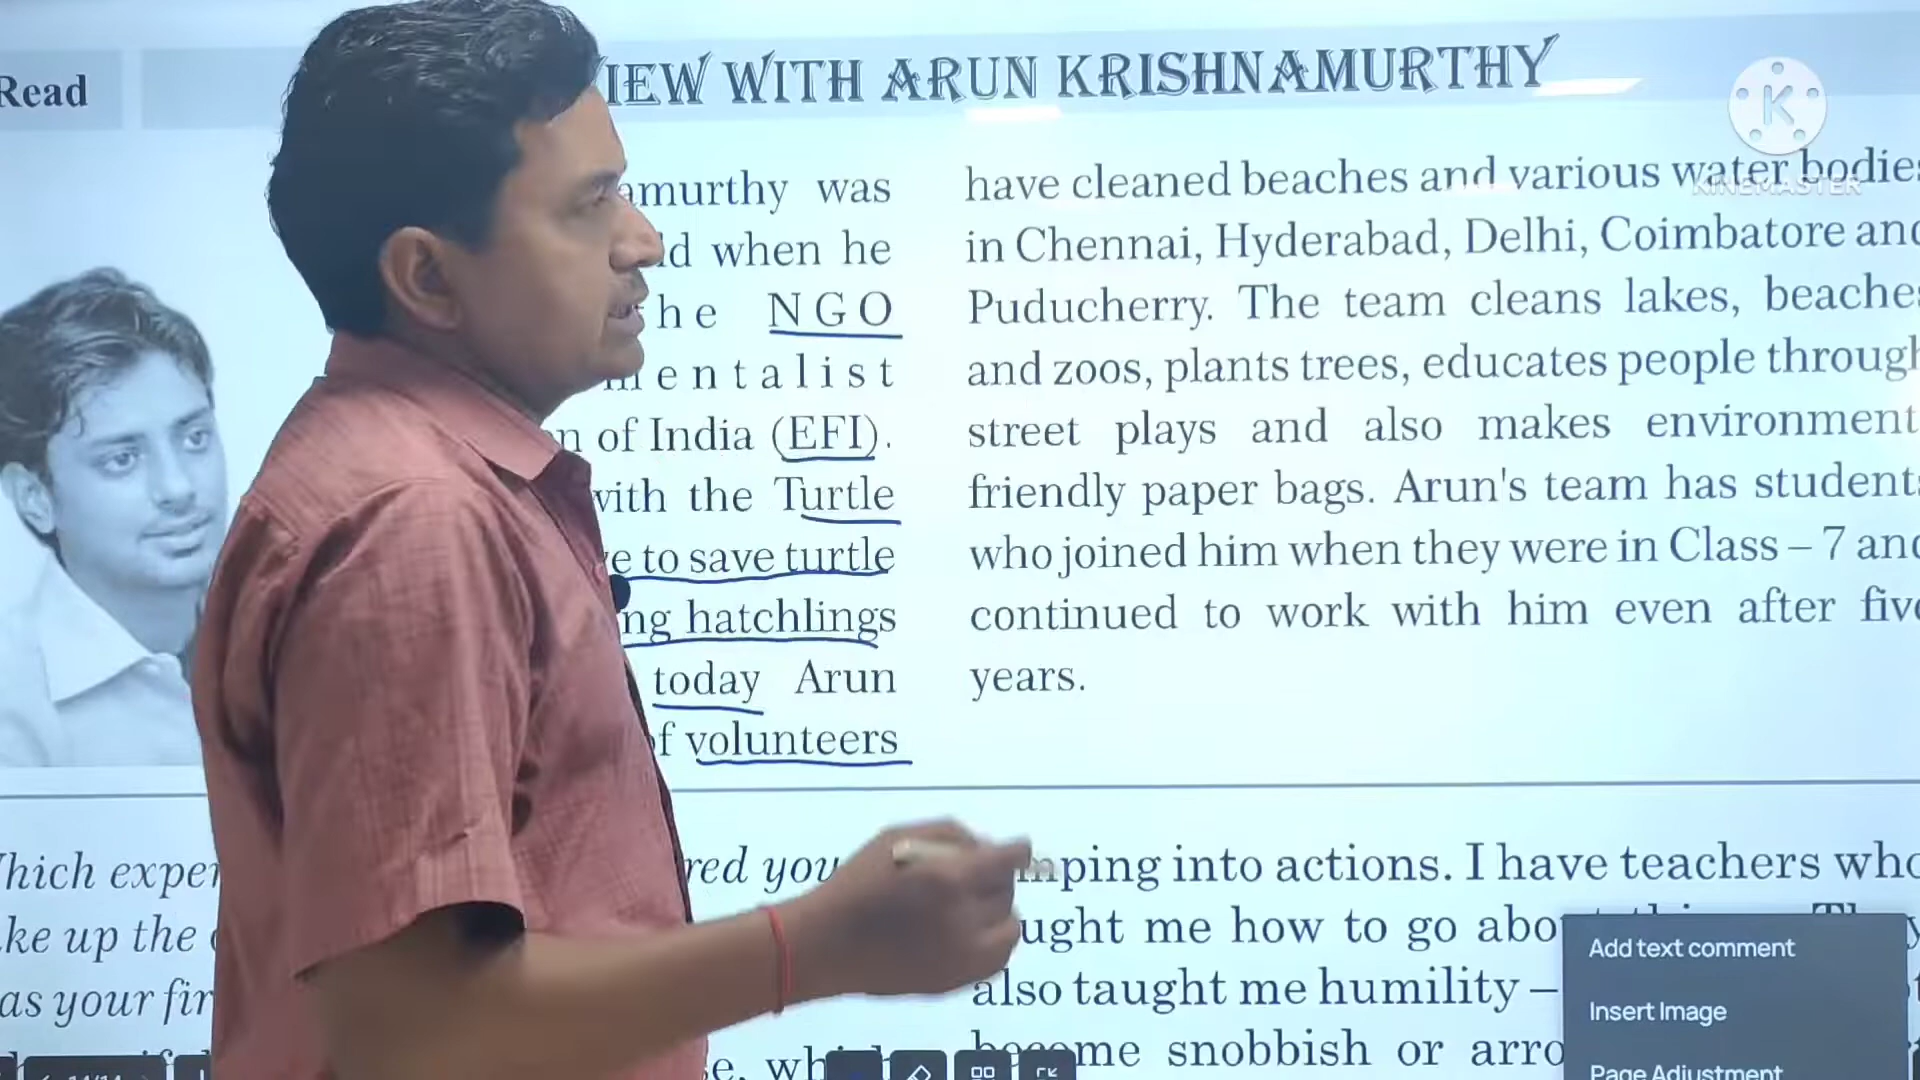 Read
IEW WITH ARUN KRISHNAMURTHY
KINEMASTER
amurthy was
ld when he
he NGO
mentalist
n of India (EFI).
with the Turtle
e to save turtle
ng hatchlings
today Arun
of volunteers
have cleaned beaches and various water bodies
in Chennai, Hyderabad, Delhi, Coimbatore and
Puducherry. The team cleans lakes, beaches
and zoos, plants trees, educates people through
street plays and also makes environment
friendly paper bags. Arun's team has students
who joined him when they were in Class – 7 and
continued to work with him even after five
years.
hich exper
red you
ke up the
as your fir
e, wh
mping into actions. I have teachers who
ught me how to go abo
also taught me humility –
become snobbish or arro
Add text comment
Insert Image
Page Adjustment